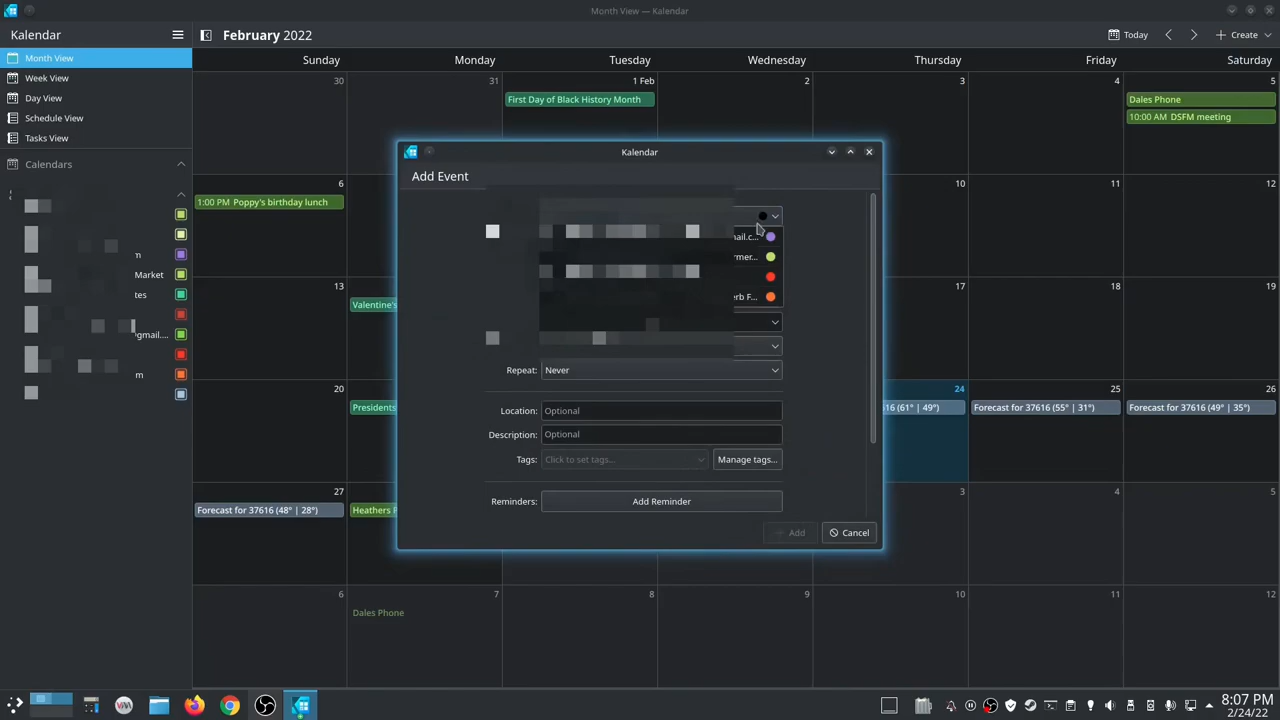 Month View — Kalendar
Kalendar
February 2022
Today
Create
Month View
Week View
Day View
Schedule View
Tasks View
Calendars
m
Market
tes
gmail....
m
Sunday
Monday
Tuesday
Wednesday
Thursday
Friday
Saturday
30
31
1 Feb
2
3
4
5
First Day of Black History Month
Dales Phone
10:00 AM DSFM meeting
6
10
11
12
1:00 PM Poppy's birthday lunch
13
17
18
19
Valentine's
20
24
25
26
Presidents
16 (61° | 49°)
Forecast for 37616 (55° | 31°)
Forecast for 37616 (49° | 35°)
27
3
4
5
Forecast for 37616 (48° | 28°)
Heathers
6
7
8
9
10
11
12
Dales Phone
Kalendar
Add Event
ail.c...
rmer...
erb F...
Repeat:
Never
Location:
Optional
Description:
Optional
Tags:
Click to set tags...
Manage tags...
Reminders:
Add Reminder
Add
Cancel
8:07 PM
2/24/22